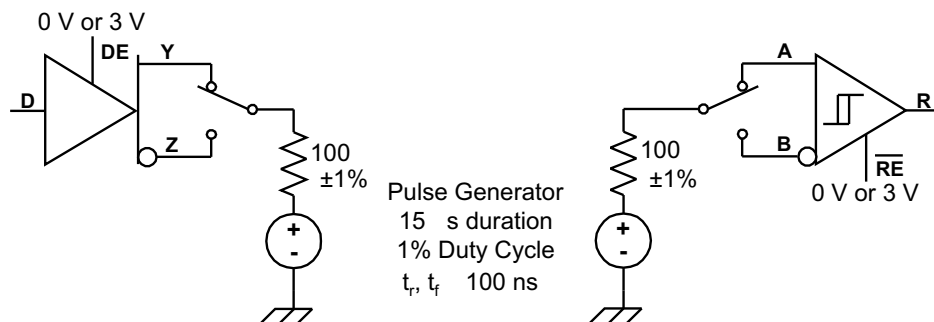 0 V or 3 V
DE
Y
D
Z
100
±1%
+
-
Pulse Generator
15 s duration
1% Duty Cycle
tr, tf 100 ns
A
B
R
RE
0 V or 3 V
100
±1%
+
-